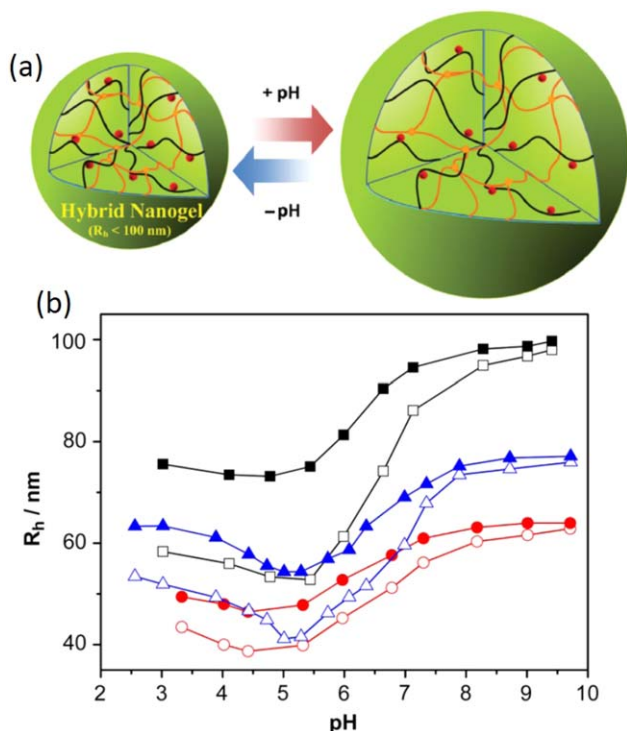 (a)
+ pH
– pH
Hybrid Nanogel
(Rh < 100 nm)
(b)
100
80
60
40
Rh / nm
2 3 4 5 6 7 8 9 10
pH